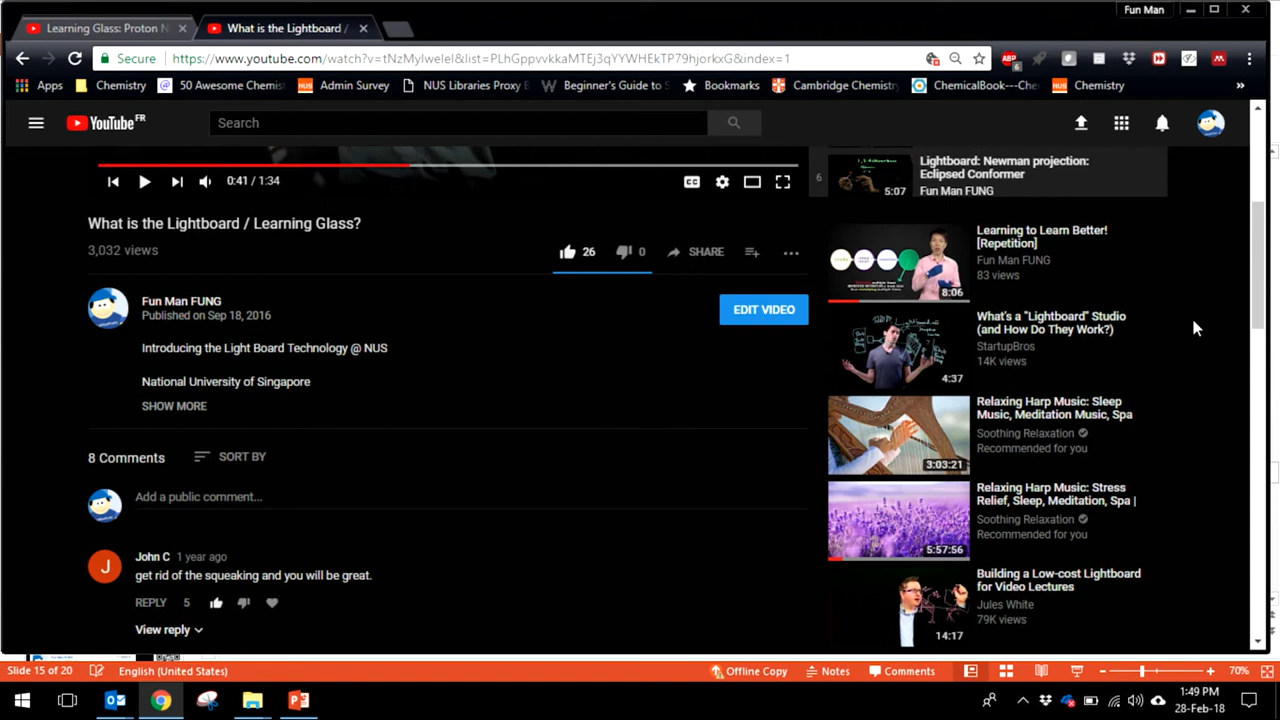 Fun Man
Learning Glass: Proton N
What is the Lightboard /
Secure
https://www.youtube.com/watch?v=tNzMyIweIeI&list=PLhGppvvkkaMTEj3qYYWHEkTP79hjorkxG&index=1
6
Apps
Chemistry
50 Awesome Chemist
Admin Survey
NUS Libraries Proxy B
Beginner's Guide to S
Bookmarks
Cambridge Chemistry
ChemicalBook---Che
Chemistry
»
YouTube FR
Search
0:41 / 1:34
CC
6
5:07
Lightboard: Newman projection:
Eclipsed Conformer
Fun Man FUNG
What is the Lightboard / Learning Glass?
3,032 views
26
0
SHARE
Fun Man FUNG
Published on Sep 18, 2016
EDIT VIDEO
Introducing the Light Board Technology @ NUS
National University of Singapore
SHOW MORE
8 Comments
SORT BY
Add a public comment...
J
John C 1 year ago
get rid of the squeaking and you will be great.
REPLY 5
View reply
8:06
Learning to Learn Better!
[Repetition]
Fun Man FUNG
83 views
4:37
What's a "Lightboard" Studio
(and How Do They Work?)
StartupBros
14K views
3:03:21
Relaxing Harp Music: Sleep
Music, Meditation Music, Spa
Soothing Relaxation
Recommended for you
5:57:56
Relaxing Harp Music: Stress
Relief, Sleep, Meditation, Spa |
Soothing Relaxation
Recommended for you
14:17
Building a Low-cost Lightboard
for Video Lectures
Jules White
79K views
Slide 15 of 20
English (United States)
Offline Copy
Notes
Comments
70%
1:49 PM
28-Feb-18